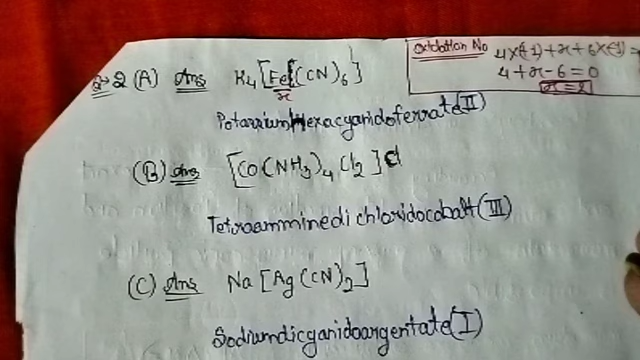 Q→2 (A) Ans K4[Fe(CN)6]
x
Oxidation No 4×(+1)+x+6×(-1)=
4+x-6=0
x=2
Potassium Hexacyanidoferrate(II)
(B) Ans [Co(NH3)4Cl2]Cl
Tetraamminedichloridocobalt(III)
(C) Ans Na[Ag(CN)2]
Sodiumdicyanidoargentate(I)